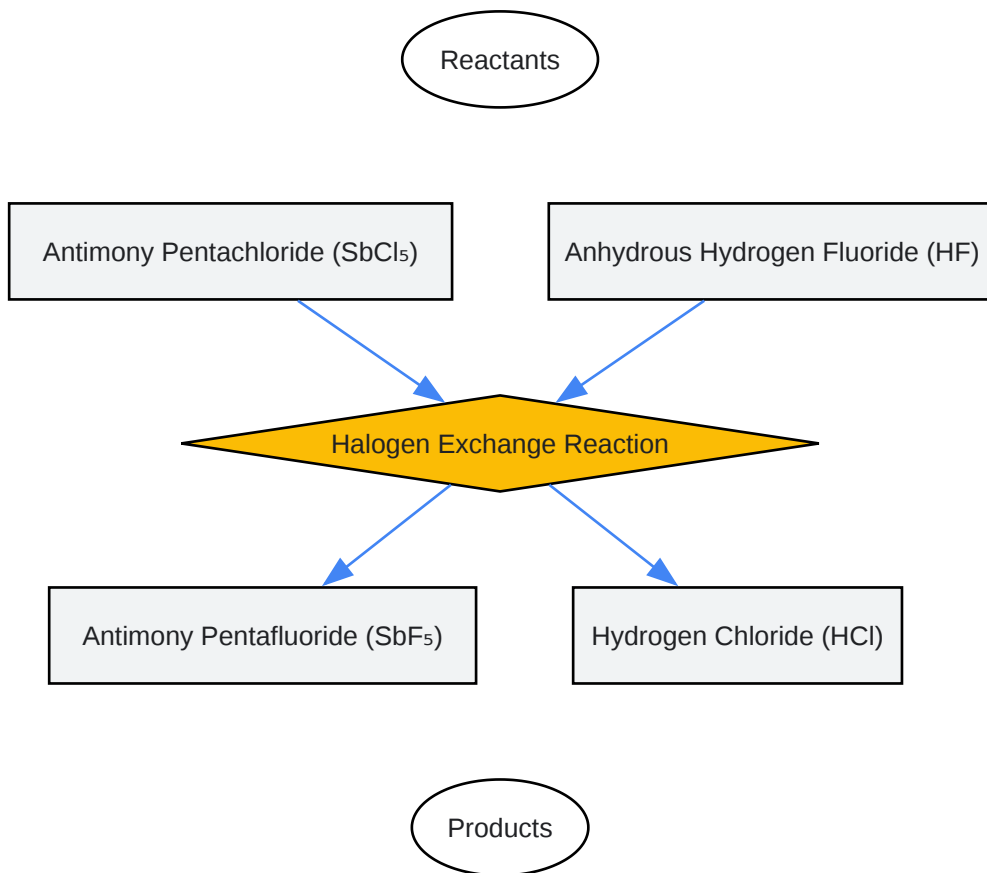 Reactants
Antimony Pentachloride (SbCl₅)
Anhydrous Hydrogen Fluoride (HF)
Halogen Exchange Reaction
Antimony Pentafluoride (SbF₅)
Hydrogen Chloride (HCl)
Products